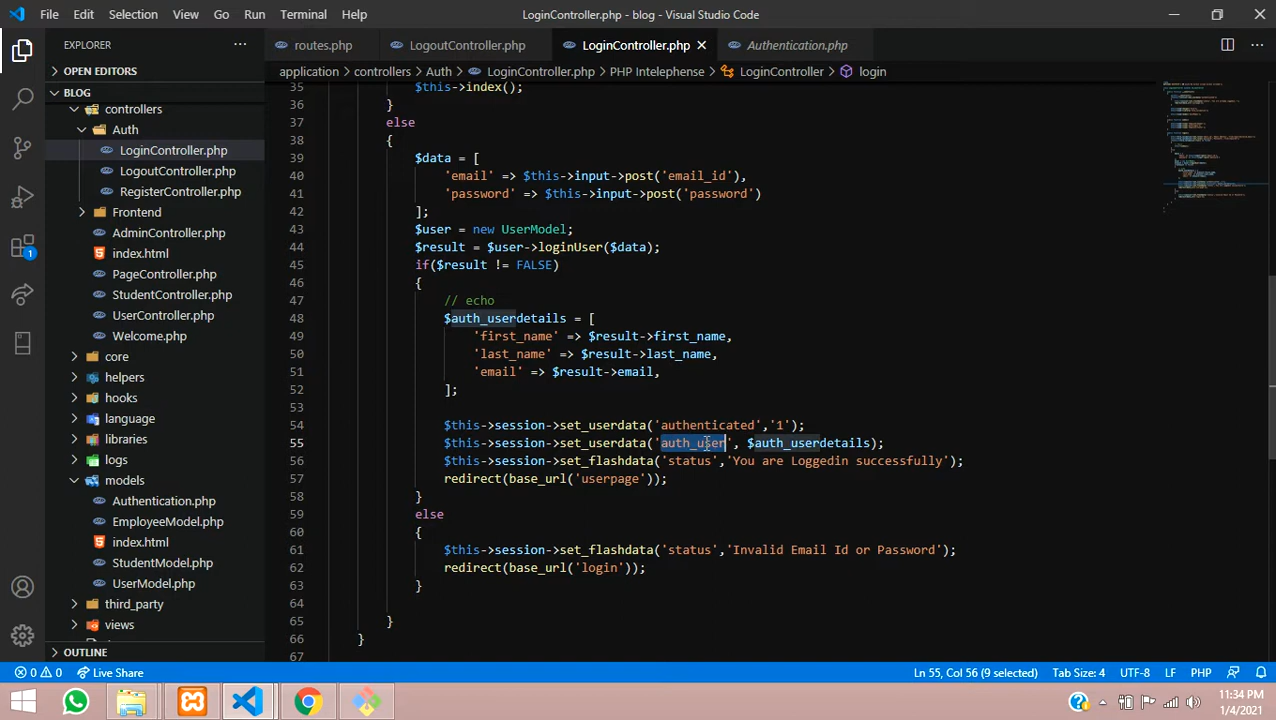 File Edit Selection View Go Run Terminal Help
LoginController.php - blog - Visual Studio Code
EXPLORER
routes.php
LogoutController.php
LoginController.php
Authentication.php
OPEN EDITORS
application > controllers > Auth > LoginController.php > PHP Intelephense > LoginController > login
BLOG
controllers
Auth
LoginController.php
LogoutController.php
RegisterController.php
Frontend
AdminController.php
index.html
PageController.php
StudentController.php
UserController.php
Welcome.php
core
helpers
hooks
language
libraries
logs
models
Authentication.php
EmployeeModel.php
index.html
StudentModel.php
UserModel.php
third_party
views
OUTLINE
1
35 $this->index();
36 }
37 else
38 {
39 $data = [
40 'email' => $this->input->post('email_id'),
41 'password' => $this->input->post('password')
42 ];
43 $user = new UserModel;
44 $result = $user->loginUser($data);
45 if($result != FALSE)
46 {
47 // echo
48 $auth_userdetails = [
49 'first_name' => $result->first_name,
50 'last_name' => $result->last_name,
51 'email' => $result->email,
52 ];
53
54 $this->session->set_userdata('authenticated','1');
55 $this->session->set_userdata('auth_user', $auth_userdetails);
56 $this->session->set_flashdata('status','You are Loggedin successfully');
57 redirect(base_url('userpage'));
58 }
59 else
60 {
61 $this->session->set_flashdata('status','Invalid Email Id or Password');
62 redirect(base_url('login'));
63 }
64
65 }
66 }
67
0 0 Live Share
Ln 55, Col 56 (9 selected) Tab Size: 4 UTF-8 LF PHP
11:34 PM
1/4/2021